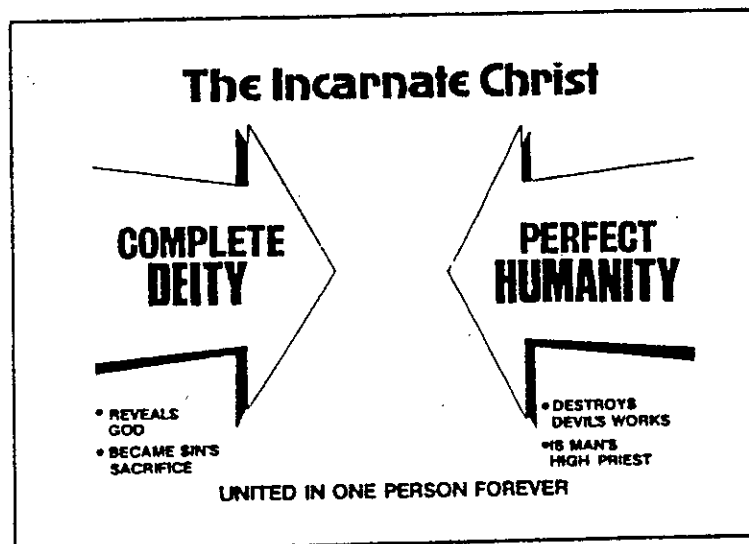 The Incarnate Christ
COMPLETE
DEITY
PERFECT
HUMANITY
• REVEALS
GOD
• BECAME SIN'S
SACRIFICE
• DESTROYS
DEVIL'S WORKS
• IS MAN'S
HIGH PRIEST
UNITED IN ONE PERSON FOREVER